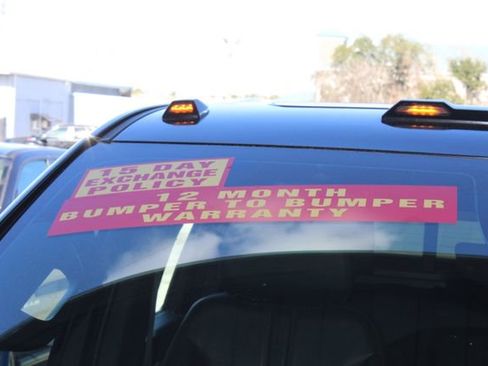 15 DAY
EXCHANGE
POLICY
12 MONTH
BUMPER TO BUMPER
WARRANTY